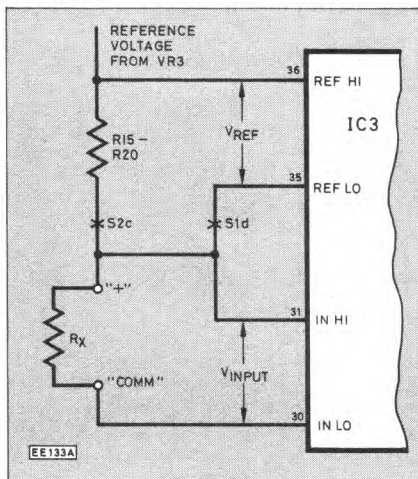 REFERENCE
VOLTAGE
FROM VR3
36
REF HI
IC3
R15 –
R20
VREF
35
REF LO
S2c
S1d
"+"
31
IN HI
RX
VINPUT
"COMM"
30
IN LO
EE133A